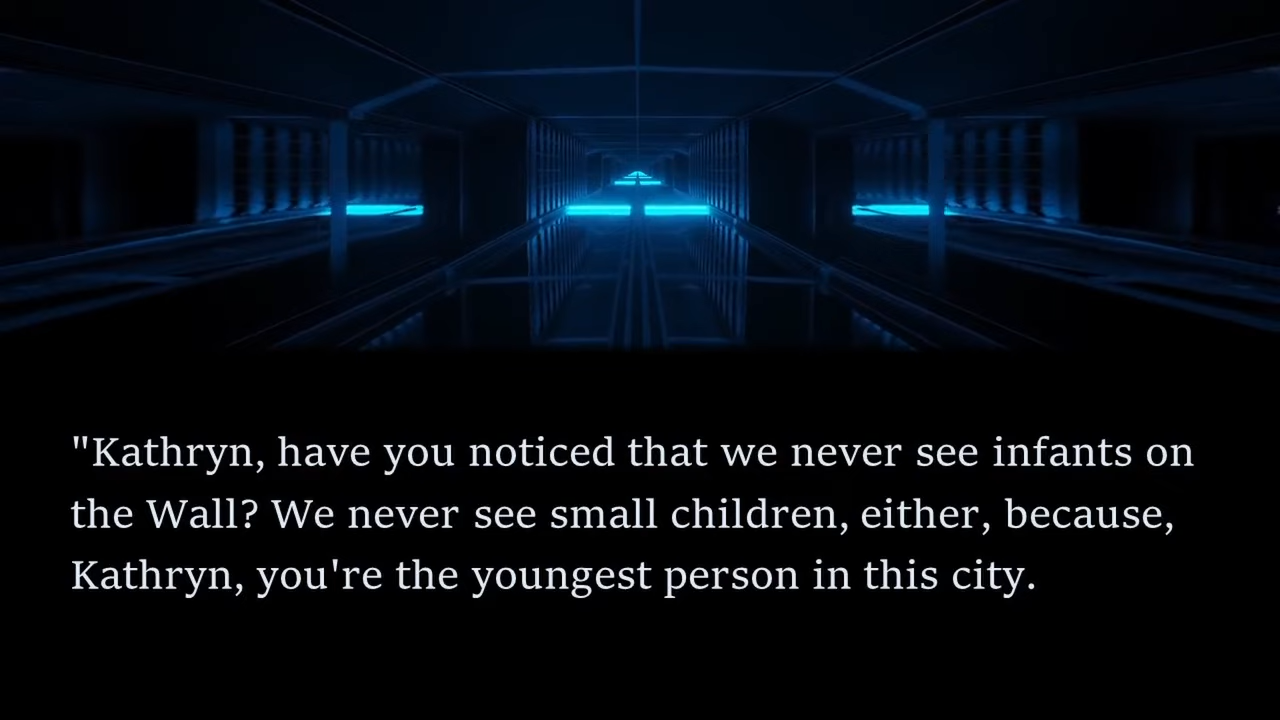 "Kathryn, have you noticed that we never see infants on
the Wall? We never see small children, either, because,
Kathryn, you're the youngest person in this city.